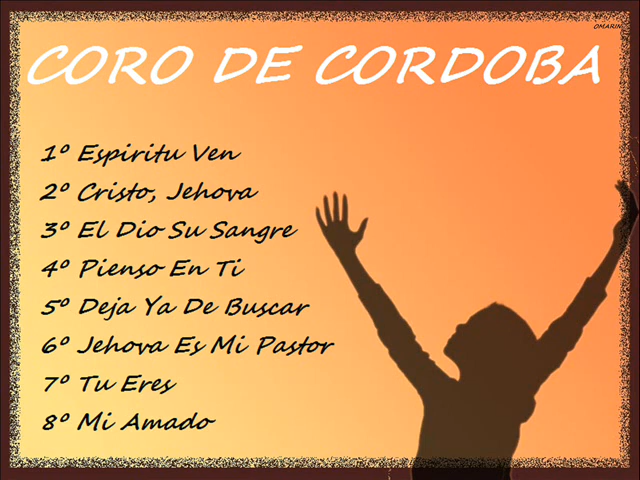 OMARIN
CORO DE CORDOBA
1º Espiritu Ven
2º Cristo, Jehova
3º El Dio Su Sangre
4º Pienso En Ti
5º Deja Ya De Buscar
6º Jehova Es Mi Pastor
7º Tu Eres
8º Mi Amado